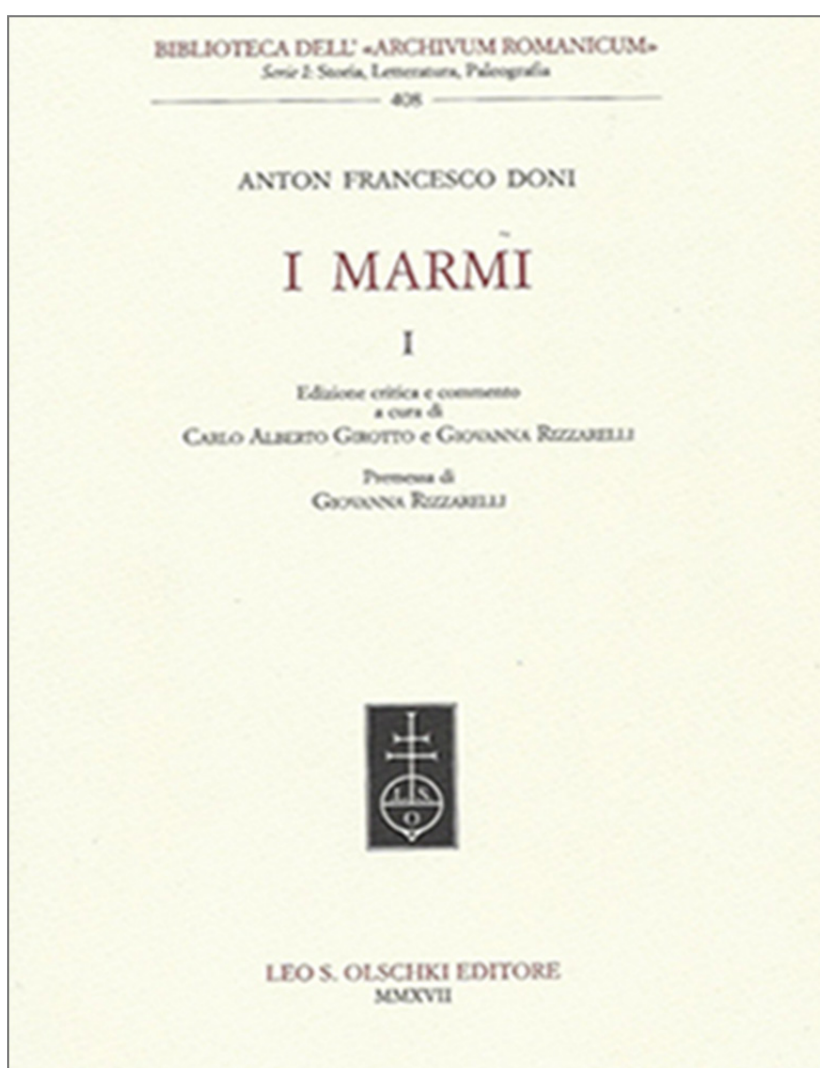 BIBLIOTECA DELL' «ARCHIVUM ROMANICUM»
Serie I: Storia, Letteratura, Paleografia
408
ANTON FRANCESCO DONI
I MARMI
I
Edizione critica e commento
a cura di
CARLO ALBERTO GIROTTO e GIOVANNA RIZZARELLI
Premessa di
GIOVANNA RIZZARELLI
L S
O
LEO S. OLSCHKI EDITORE
MMXVII